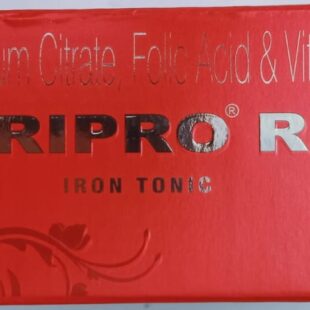 um Citrate, Folic Acid & Vit
RIPRO® R
IRON TONIC